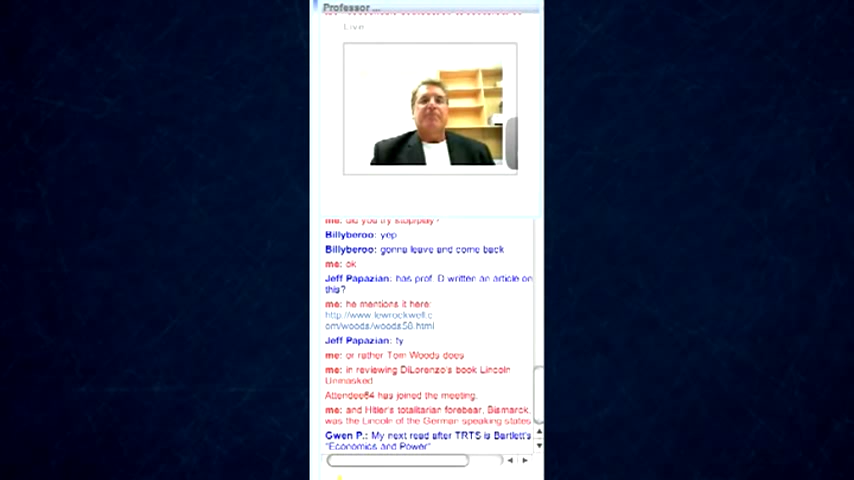 Professor ...
Live
me: did you try stop/play?
Billyberoo: yep
Billyberoo: gonna leave and come back
me: ok
Jeff Papazian: has prof. D written an article on
this?
me: he mentions it here:
http://www.lewrockwell.c
om/woods/woods58.html
Jeff Papazian: ty
me: or rather Tom Woods does
me: in reviewing DiLorenzo's book Lincoln
Unmasked
Attendee64 has joined the meeting.
me: and Hitler's totalitarian forebear, Bismarck,
was the Lincoln of the German speaking states
Gwen P.: My next read after TRTS is Bartlett's
"Economics and Power"